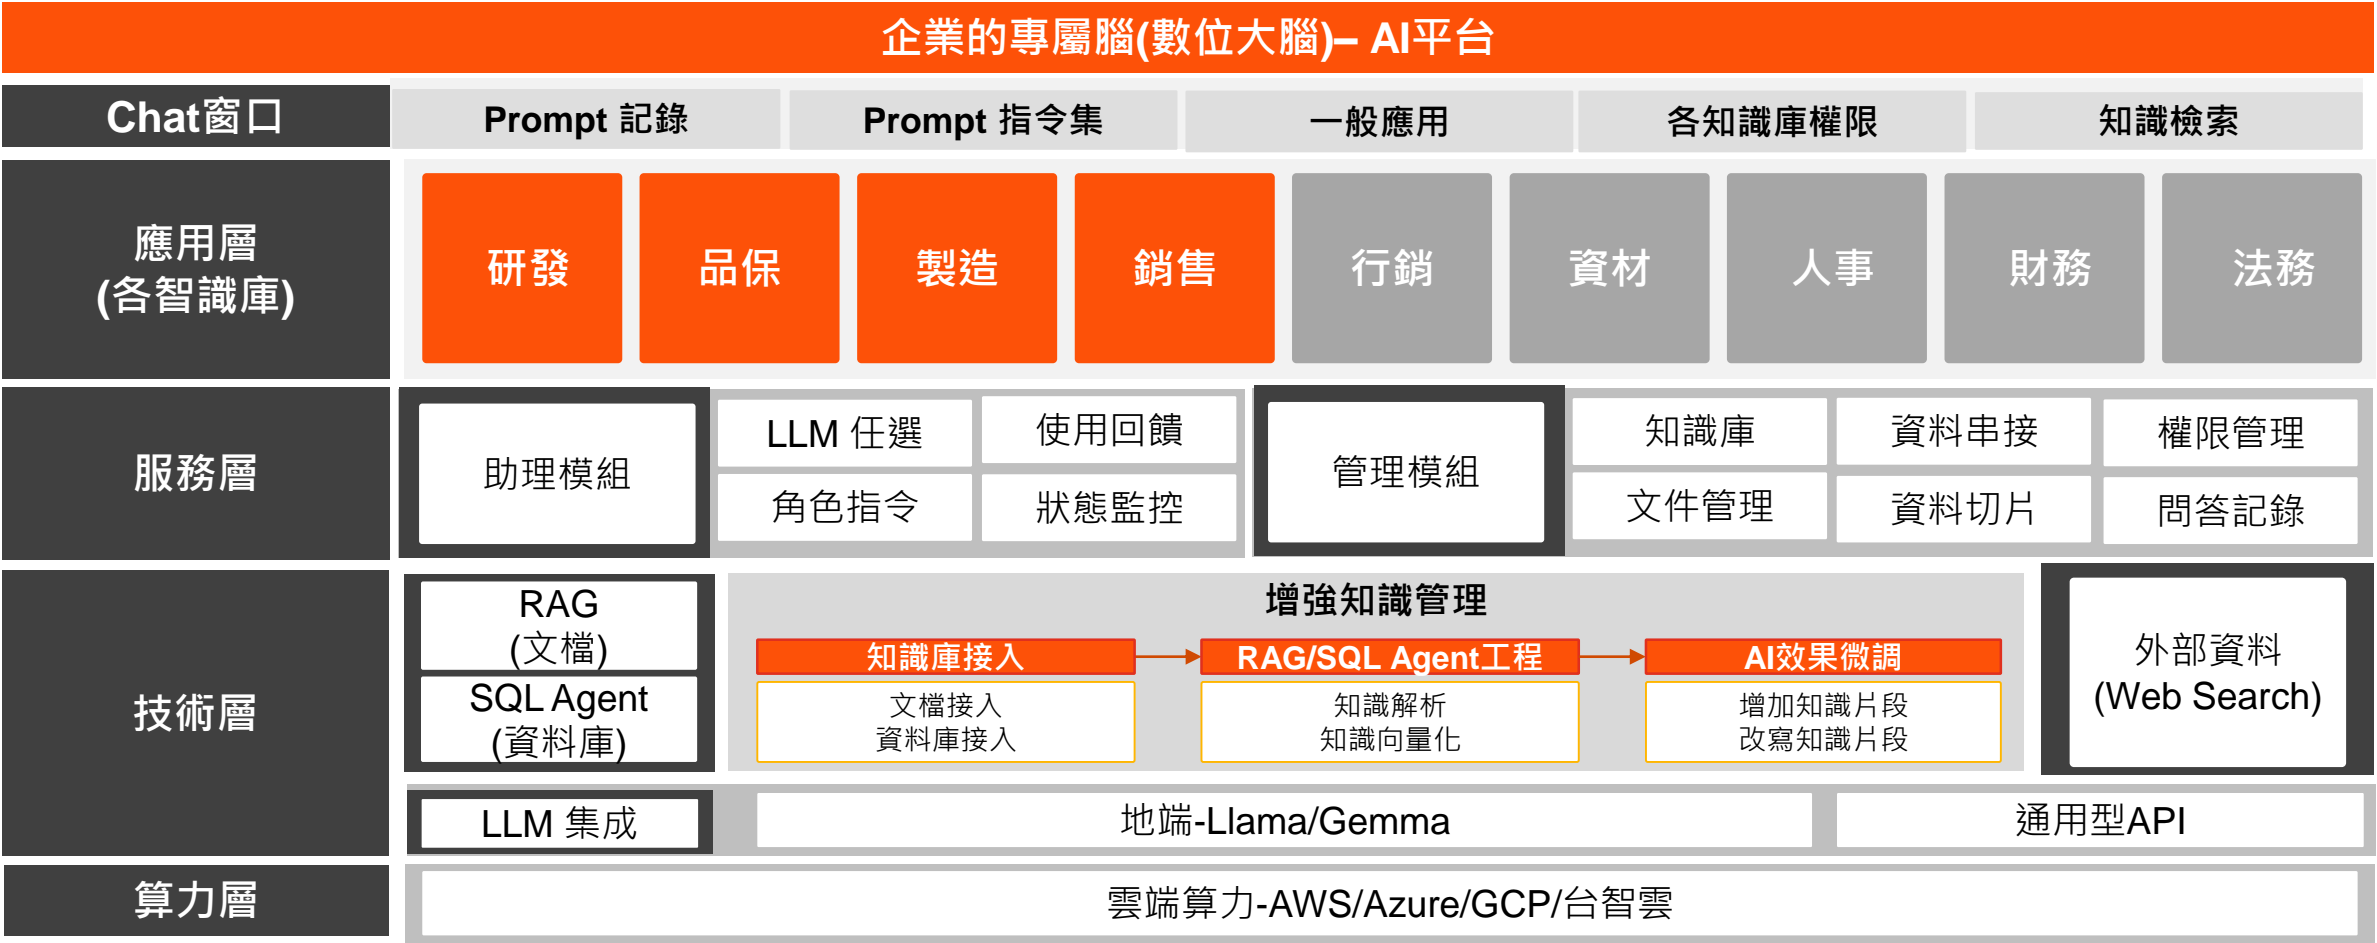 企業的專屬腦(數位大腦)– AI平台
Chat窗口
Prompt 記錄
Prompt 指令集
一般應用
各知識庫權限
知識檢索
應用層
(各智識庫)
研發
品保
製造
銷售
行銷
資材
人事
財務
法務
服務層
助理模組
LLM 任選
使用回饋
角色指令
狀態監控
管理模組
知識庫
資料串接
權限管理
文件管理
資料切片
問答記錄
技術層
RAG
(文檔)
SQL Agent
(資料庫)
增強知識管理
知識庫接入
RAG/SQL Agent工程
AI效果微調
文檔接入
資料庫接入
知識解析
知識向量化
增加知識片段
改寫知識片段
外部資料
(Web Search)
LLM 集成
地端-Llama/Gemma
通用型API
算力層
雲端算力-AWS/Azure/GCP/台智雲